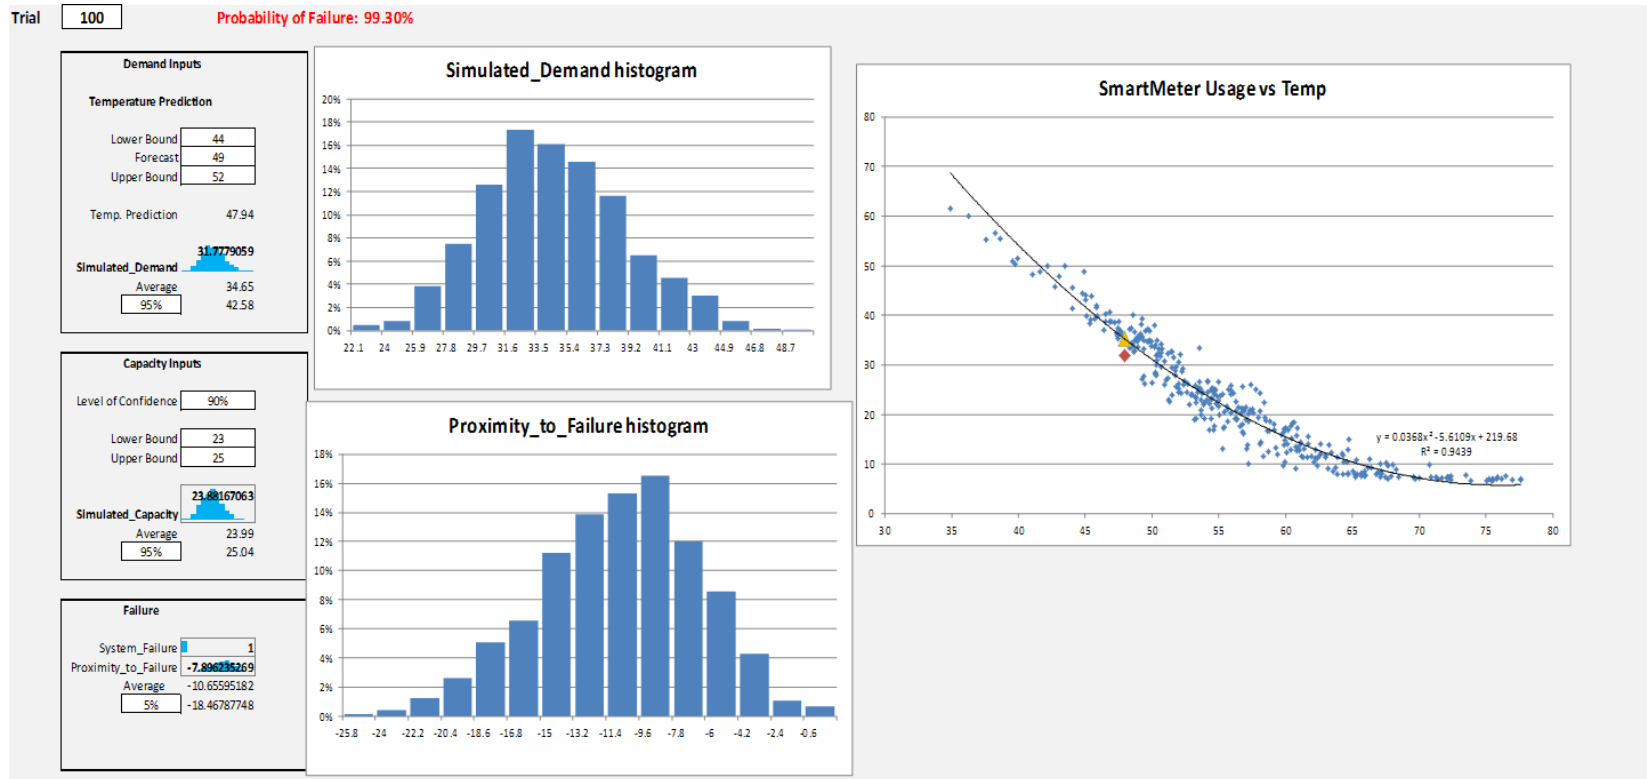 Trial 100 Probability of Failure: 99.30%
Demand Inputs
Temperature Prediction
Lower Bound 44
Forecast 49
Upper Bound 52
Temp. Prediction 47.94
31.7779059
Simulated_Demand
Average 34.65
95% 42.58
Capacity Inputs
Level of Confidence 90%
Lower Bound 23
Upper Bound 25
23.88167063
Simulated_Capacity
Average 23.99
95% 25.04
Failure
System_Failure 1
Proximity_to_Failure -7.896235269
Average -10.65595182
5% -18.46787748
Simulated_Demand histogram
20%
18%
16%
14%
12%
10%
8%
6%
4%
2%
0%
22.1 24 25.9 27.8 29.7 31.6 33.5 35.4 37.3 39.2 41.1 43 44.9 46.8 48.7
Proximity_to_Failure histogram
18%
16%
14%
12%
10%
8%
6%
4%
2%
0%
-25.8 -24 -22.2 -20.4 -18.6 -16.8 -15 -13.2 -11.4 -9.6 -7.8 -6 -4.2 -2.4 -0.6
SmartMeter Usage vs Temp
80
70
60
50
40
30
20
10
0
30 35 40 45 50 55 60 65 70 75 80
y = 0.0368x² - 5.6109x + 219.68
R² = 0.9439